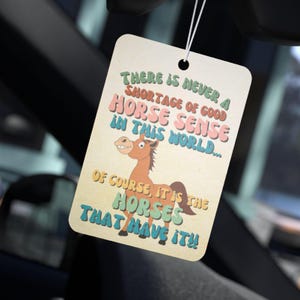 THERE IS NEVER A
SHORTAGE OF GOOD
HORSE SENSE
IN THIS WORLD...
OF COURSE, IT IS THE
HORSES
THAT HAVE IT!!